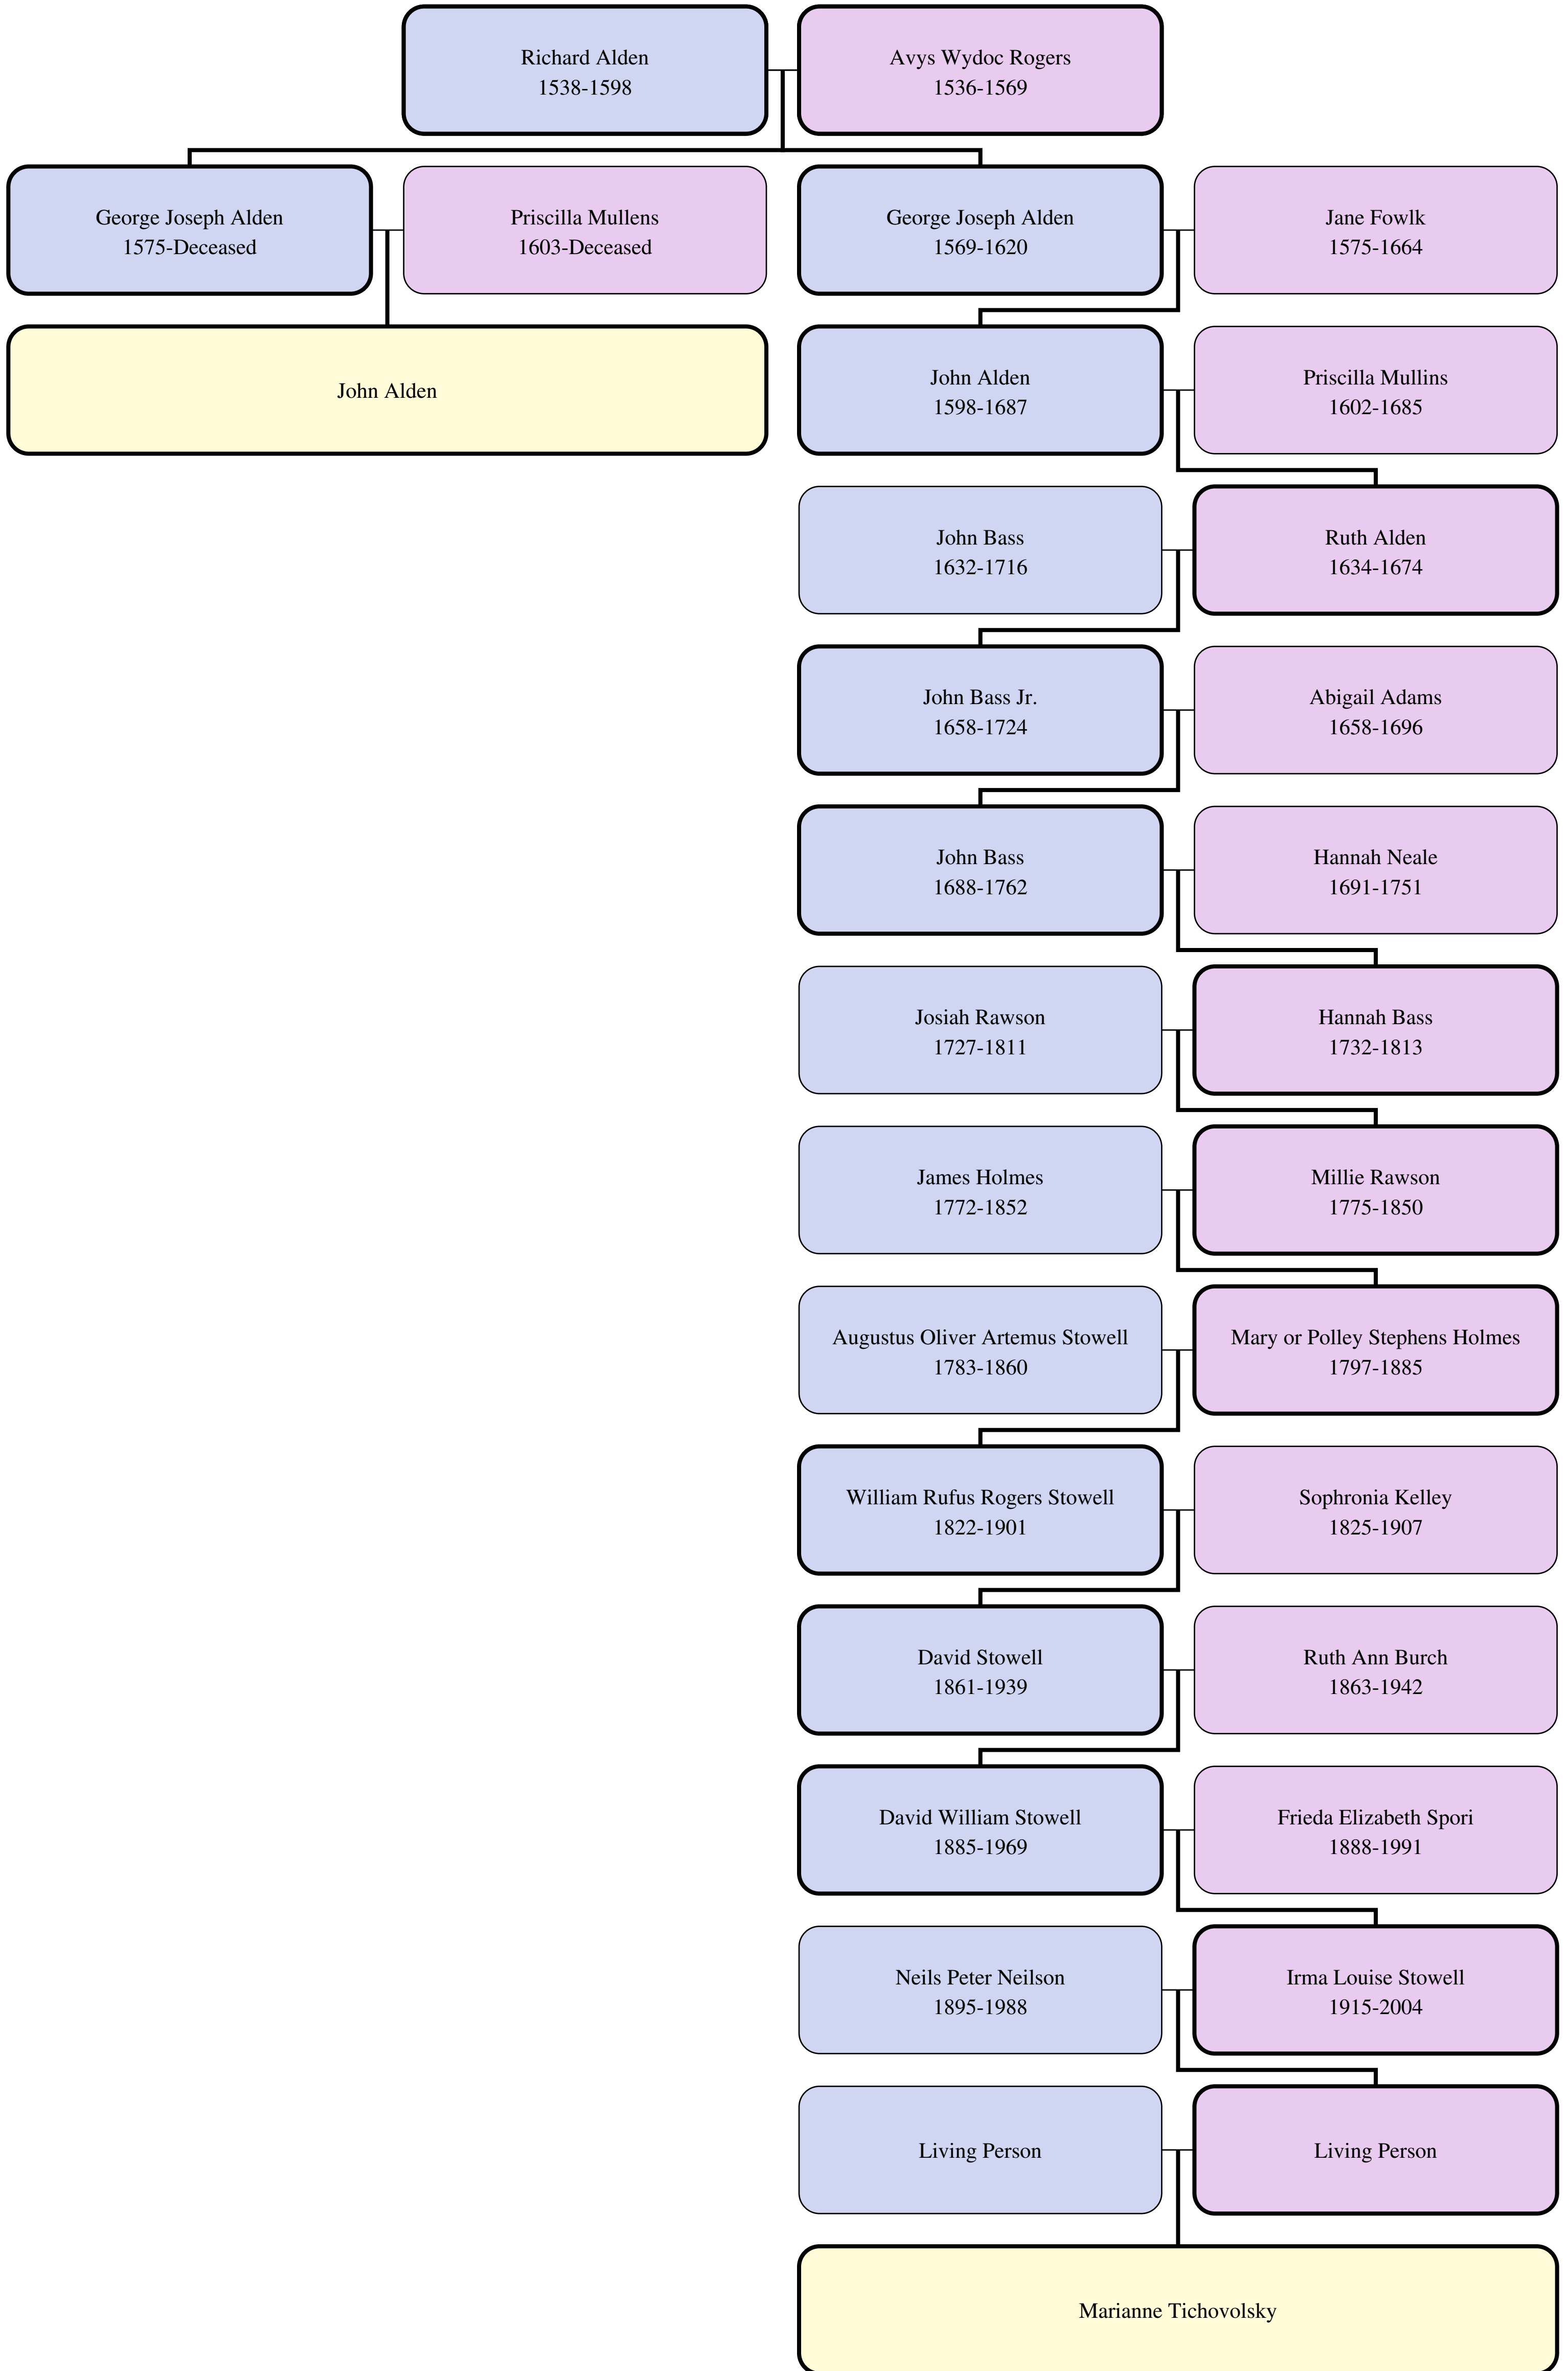 Richard Alden
1538-1598
Avys Wydoc Rogers
1536-1569
George Joseph Alden
1575-Deceased
Priscilla Mullens
1603-Deceased
George Joseph Alden
1569-1620
Jane Fowlk
1575-1664
John Alden
John Alden
1598-1687
Priscilla Mullins
1602-1685
John Bass
1632-1716
Ruth Alden
1634-1674
John Bass Jr.
1658-1724
Abigail Adams
1658-1696
John Bass
1688-1762
Hannah Neale
1691-1751
Josiah Rawson
1727-1811
Hannah Bass
1732-1813
James Holmes
1772-1852
Millie Rawson
1775-1850
Augustus Oliver Artemus Stowell
1783-1860
Mary or Polley Stephens Holmes
1797-1885
William Rufus Rogers Stowell
1822-1901
Sophronia Kelley
1825-1907
David Stowell
1861-1939
Ruth Ann Burch
1863-1942
David William Stowell
1885-1969
Frieda Elizabeth Spori
1888-1991
Neils Peter Neilson
1895-1988
Irma Louise Stowell
1915-2004
Living Person
Living Person
Marianne Tichovolsky